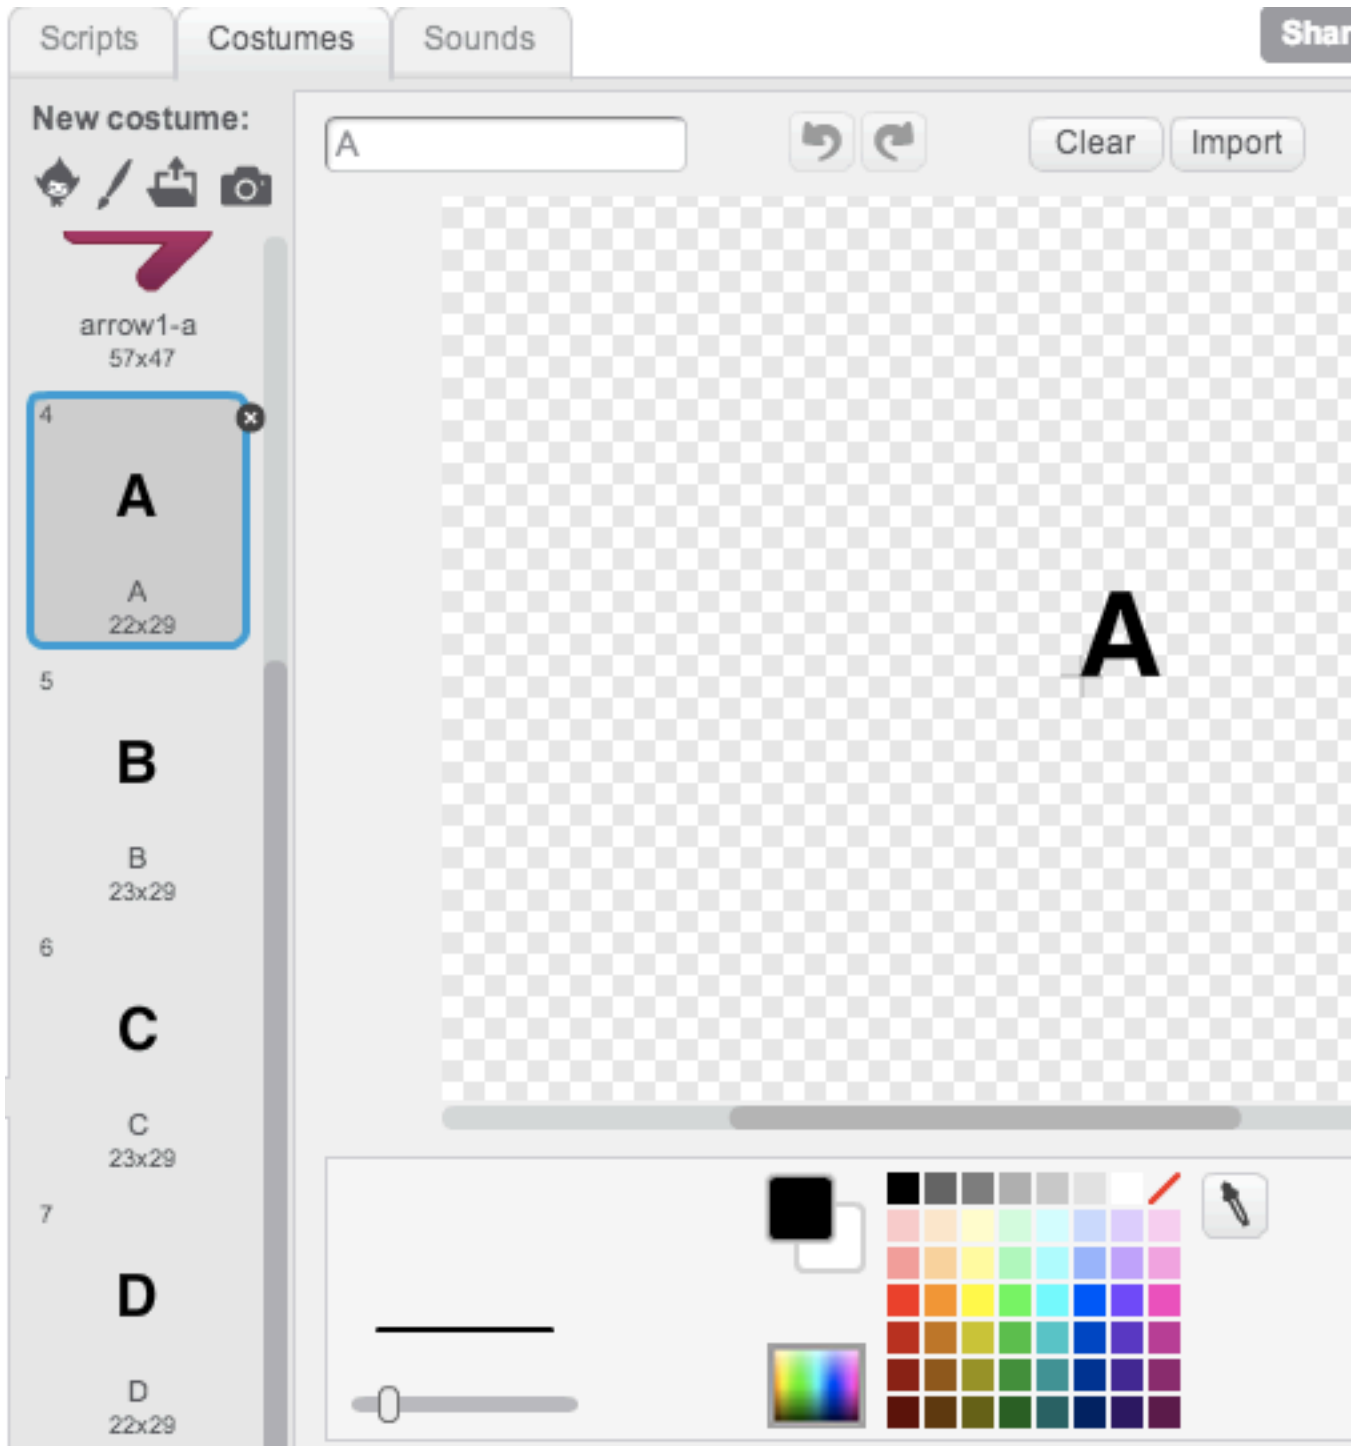 Scripts Costumes Sounds
Shar
New costume:
A
Clear Import
arrow1-a
57x47
4
A
A
22x29
A
5
B
B
23x29
6
C
C
23x29
7
D
D
22x29